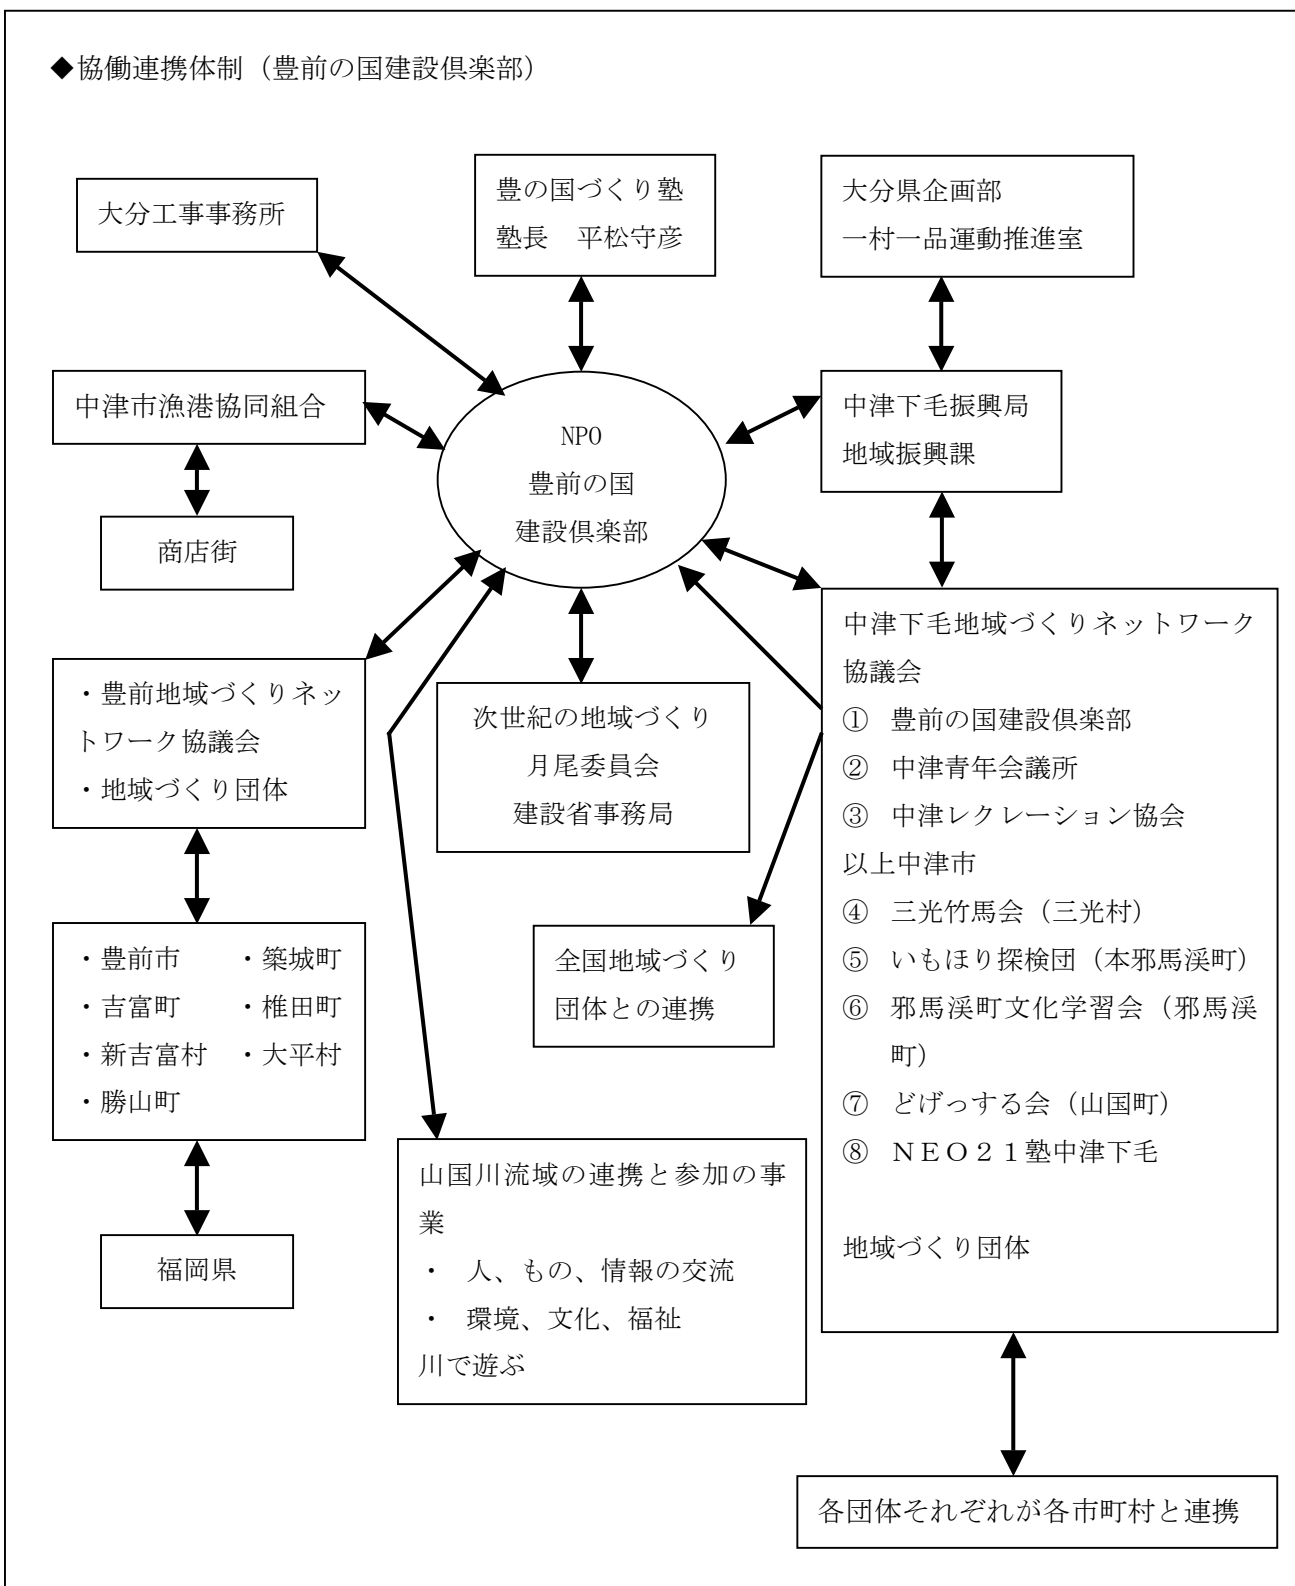 ◆協働連携体制（豊前の国建設倶楽部）
大分工事事務所
豊の国づくり塾
塾長　平松守彦
大分県企画部
一村一品運動推進室
中津市漁港協同組合
商店街
NPO
豊前の国
建設倶楽部
中津下毛振興局
地域振興課
・豊前地域づくりネッ
トワーク協議会
・地域づくり団体
次世紀の地域づくり
月尾委員会
建設省事務局
中津下毛地域づくりネットワーク
協議会
①　豊前の国建設倶楽部
②　中津青年会議所
③　中津レクレーション協会
以上中津市
④　三光竹馬会（三光村）
⑤　いもほり探検団（本邪馬渓町）
⑥　邪馬渓町文化学習会（邪馬渓
町）
⑦　どげっする会（山国町）
⑧　ＮＥＯ２１塾中津下毛
地域づくり団体
・豊前市　　・築城町
・吉富町　　・椎田町
・新吉富村　・大平村
・勝山町
全国地域づくり
団体との連携
福岡県
山国川流域の連携と参加の事
業
・　人、もの、情報の交流
・　環境、文化、福祉
川で遊ぶ
各団体それぞれが各市町村と連携